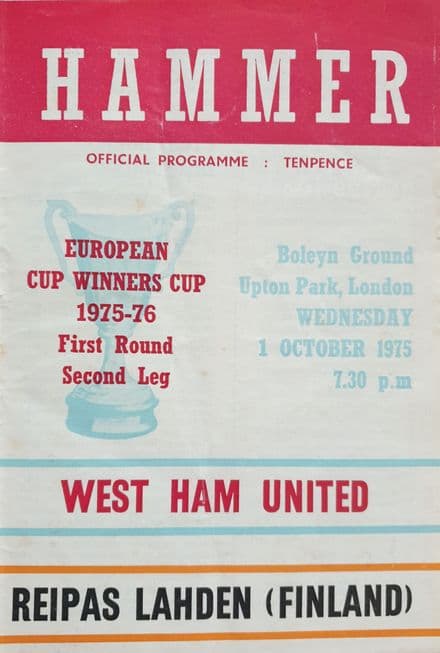 HAMMER
OFFICIAL PROGRAMME : TENPENCE
EUROPEAN
CUP WINNERS CUP
1975-76
First Round
Second Leg
Boleyn Ground
Upton Park, London
WEDNESDAY
1 OCTOBER 1975
7.30 p.m
WEST HAM UNITED
REIPAS LAHDEN (FINLAND)